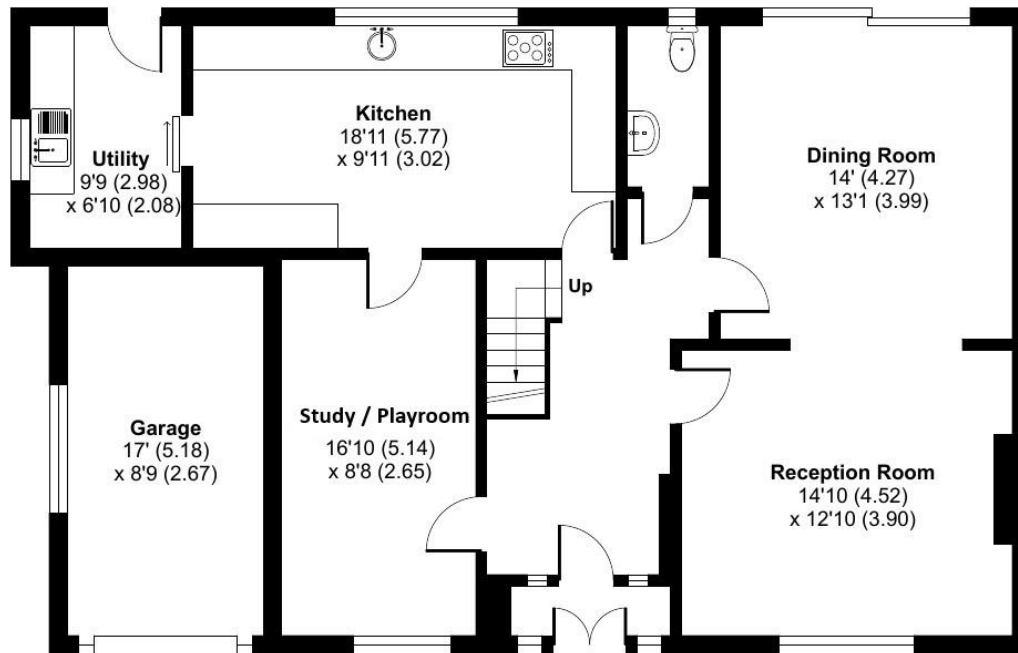 Kitchen
18'11 (5.77)
x 9'11 (3.02)
Utility
9'9 (2.98)
x 6'10 (2.08)
Dining Room
14' (4.27)
x 13'1 (3.99)
Up
Garage
17' (5.18)
x 8'9 (2.67)
Study / Playroom
16'10 (5.14)
x 8'8 (2.65)
Reception Room
14'10 (4.52)
x 12'10 (3.90)